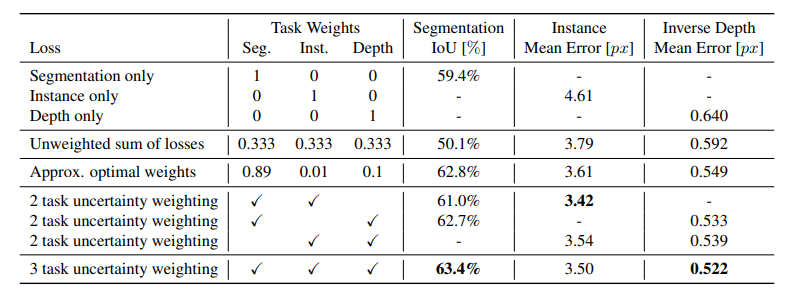 Task Weights Segmentation Instance Inverse Depth
Loss Seg. Inst. Depth IoU [%] Mean Error [px] Mean Error [px]
Segmentation only 1 0 0 59.4% - -
Instance only 0 1 0 - 4.61 -
Depth only 0 0 1 - - 0.640
Unweighted sum of losses 0.333 0.333 0.333 50.1% 3.79 0.592
Approx. optimal weights 0.89 0.01 0.1 62.8% 3.61 0.549
2 task uncertainty weighting ✓ ✓ 61.0% 3.42 -
2 task uncertainty weighting ✓ ✓ 62.7% - 0.533
2 task uncertainty weighting ✓ ✓ - 3.54 0.539
3 task uncertainty weighting ✓ ✓ ✓ 63.4% 3.50 0.522